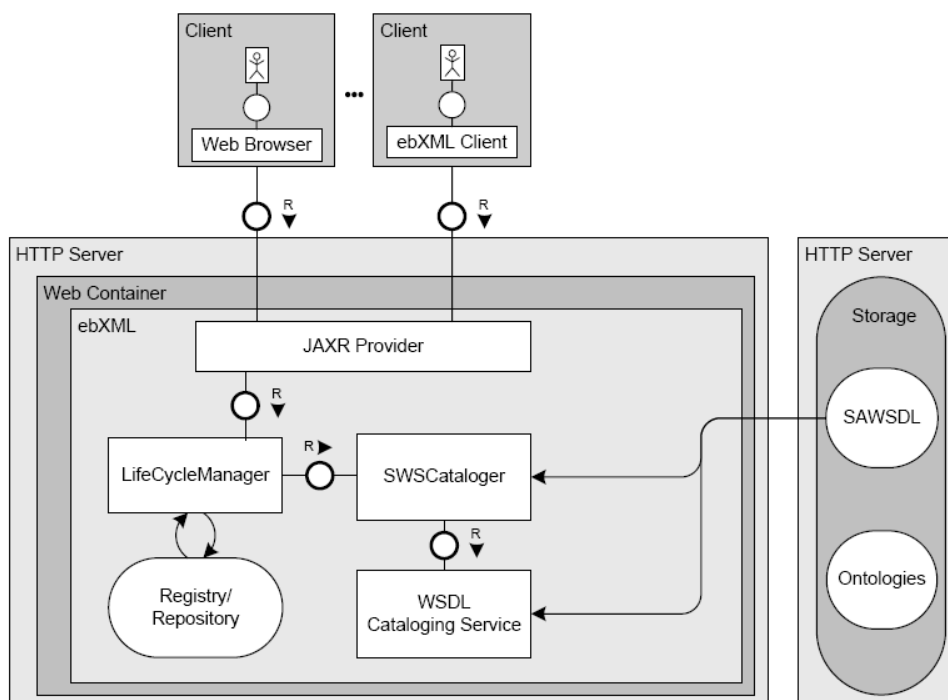 Client
Web Browser
...
Client
ebXML Client
R
R
HTTP Server
Web Container
ebXML
JAXR Provider
R
LifeCycleManager
R
SWSCataloger
R
Registry/
Repository
WSDL
Cataloging Service
HTTP Server
Storage
SAWSDL
Ontologies